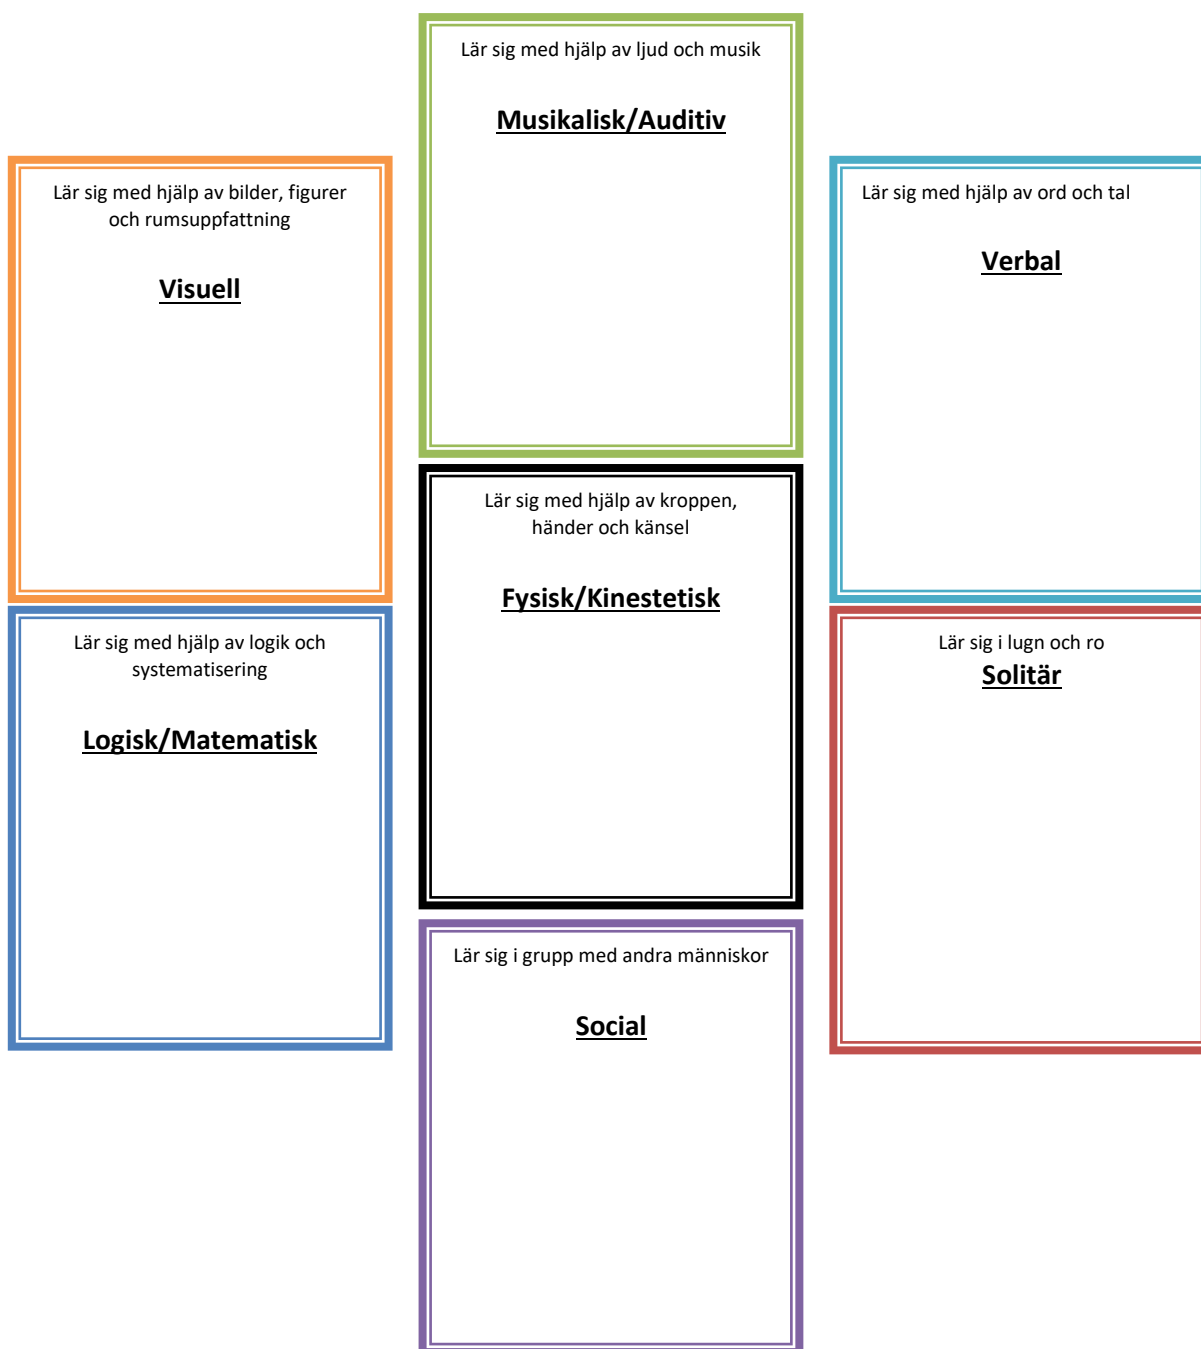 Lär sig med hjälp av ljud och musik
Musikalisk/Auditiv
Lär sig med hjälp av bilder, figurer
och rumsuppfattning
Visuell
Lär sig med hjälp av ord och tal
Verbal
Lär sig med hjälp av kroppen,
händer och känsel
Fysisk/Kinestetisk
Lär sig med hjälp av logik och
systematisering
Logisk/Matematisk
Lär sig i lugn och ro
Solitär
Lär sig i grupp med andra människor
Social